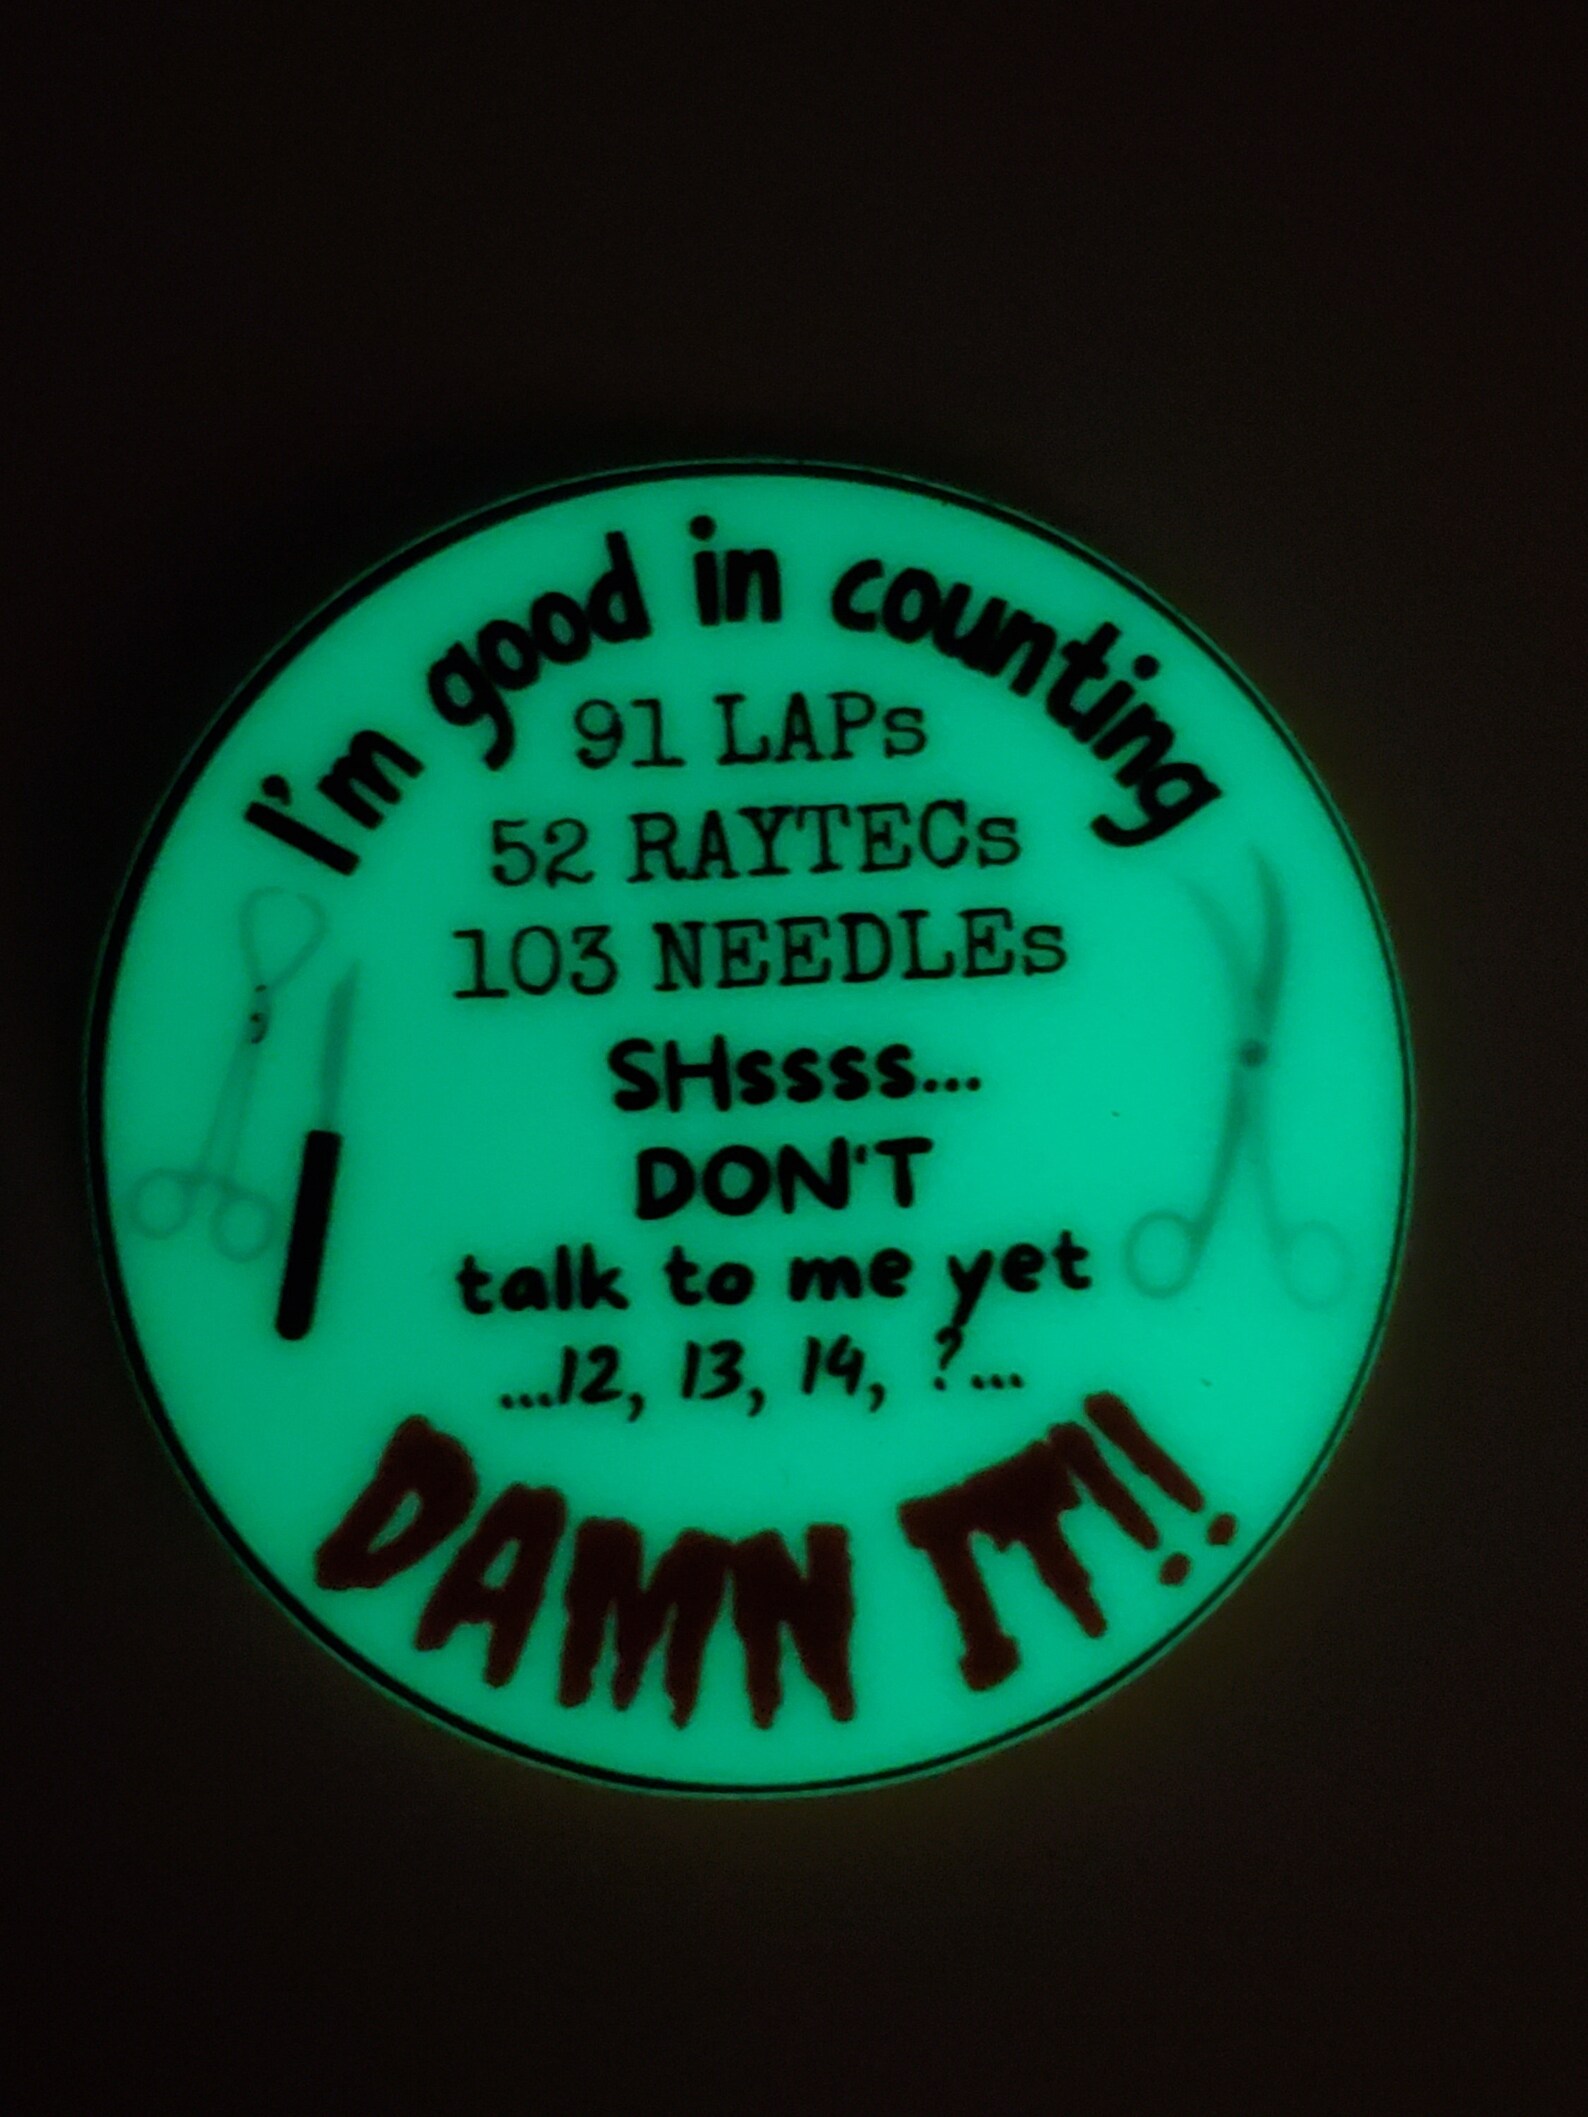 I'm good in counting
91 LAPs
52 RAYTECs
103 NEEDLEs
SHssss...
DON'T
talk to me yet
...12, 13, 14, ?...
DAMN IT!!